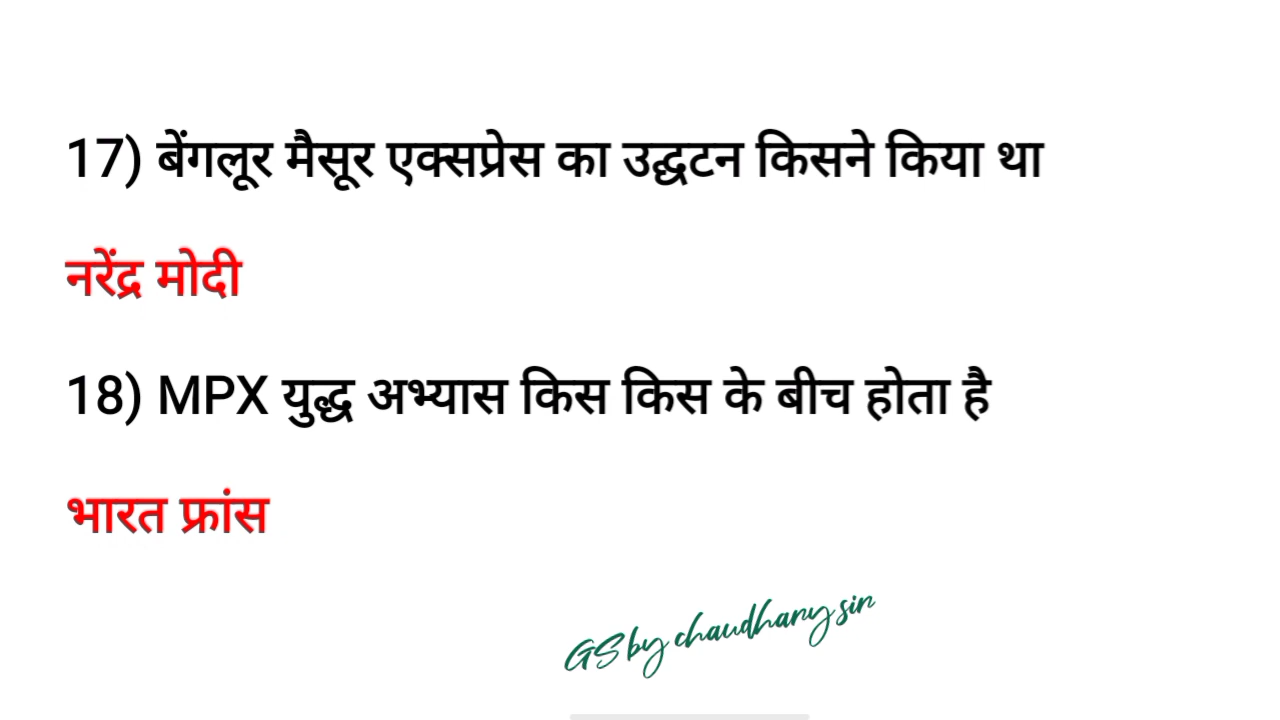 17) बेंगलूर मैसूर एक्सप्रेस का उद्घटन किसने किया था
नरेंद्र मोदी
18) MPX युद्ध अभ्यास किस किस के बीच होता है
भारत फ्रांस
GS by chaudhary sir